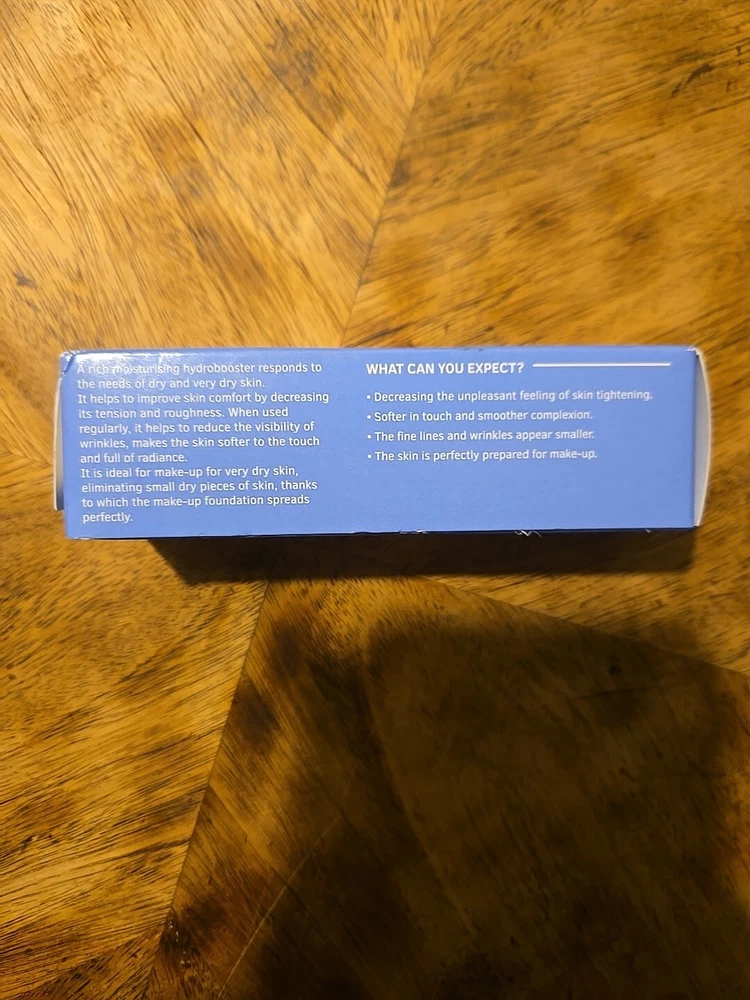 A rich moisturising hydrobooster responds to
the needs of dry and very dry skin.
It helps to improve skin comfort by decreasing
its tension and roughness. When used
regularly, it helps to reduce the visibility of
wrinkles, makes the skin softer to the touch
and full of radiance.
It is ideal for make-up for very dry skin,
eliminating small dry pieces of skin, thanks
to which the make-up foundation spreads
perfectly.
WHAT CAN YOU EXPECT?
• Decreasing the unpleasant feeling of skin tightening.
• Softer in touch and smoother complexion.
• The fine lines and wrinkles appear smaller.
• The skin is perfectly prepared for make-up.